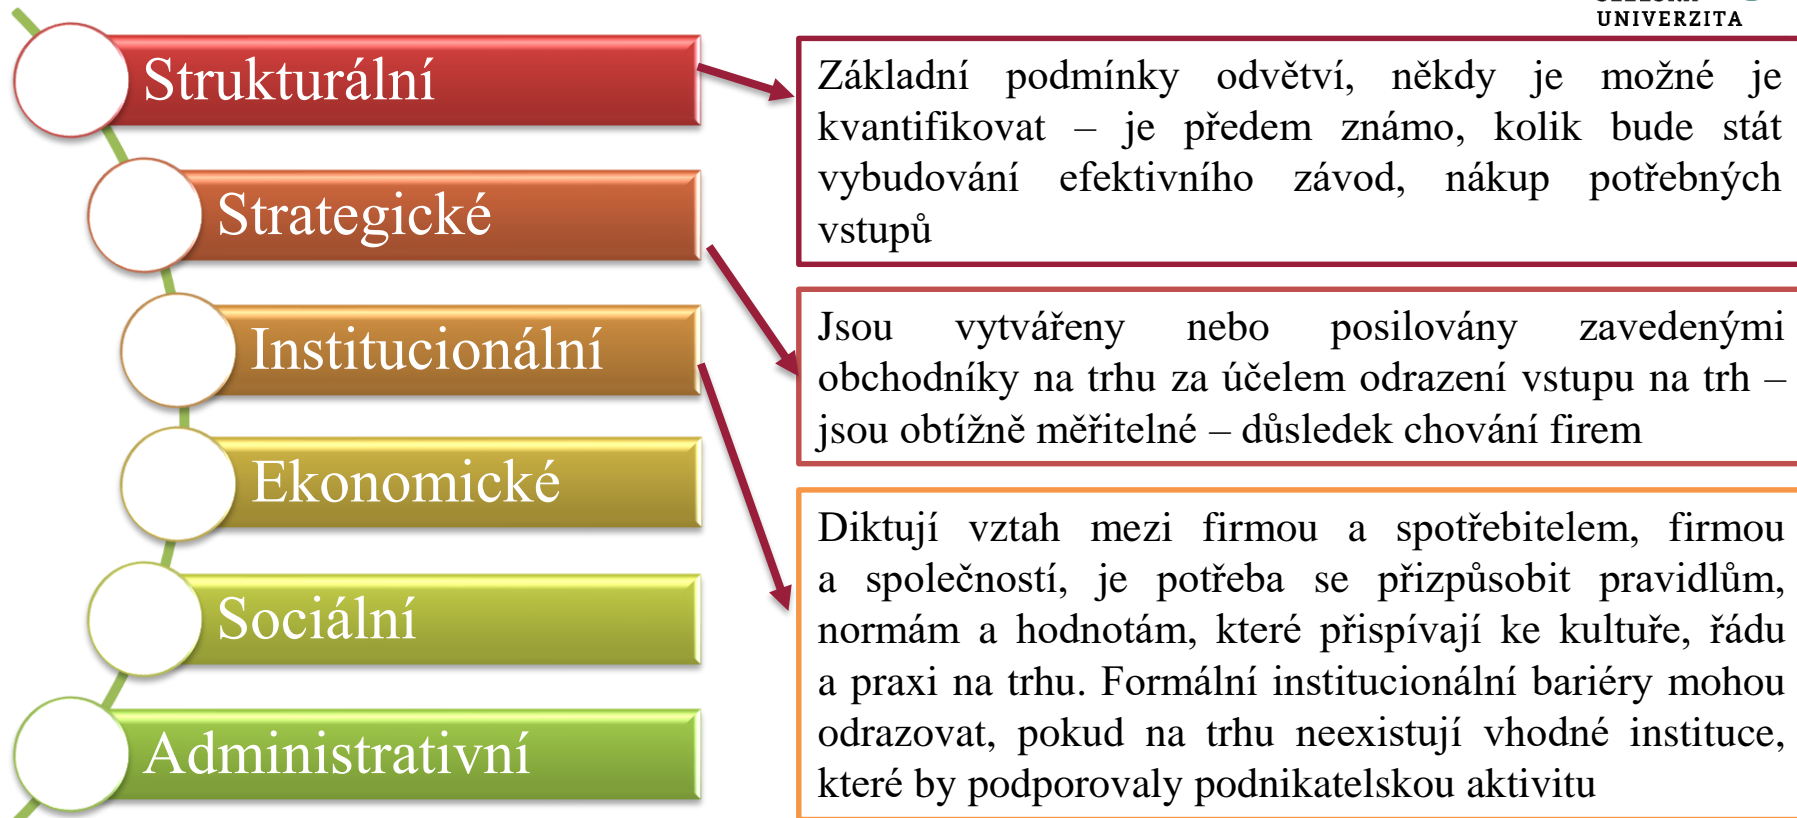 UNIVERZITA
Strukturální
Strategické
Institucionální
Ekonomické
Sociální
Administrativní
Základní podmínky odvětví, někdy je možné je
kvantifikovat – je předem známo, kolik bude stát
vybudování efektivního závod, nákup potřebných
vstupů
Jsou vytvářeny nebo posilovány zavedenými
obchodníky na trhu za účelem odrazení vstupu na trh –
jsou obtížně měřitelné – důsledek chování firem
Diktují vztah mezi firmou a spotřebitelem, firmou
a společností, je potřeba se přizpůsobit pravidlům,
normám a hodnotám, které přispívají ke kultuře, řádu
a praxi na trhu. Formální institucionální bariéry mohou
odrazovat, pokud na trhu neexistují vhodné instituce,
které by podporovaly podnikatelskou aktivitu